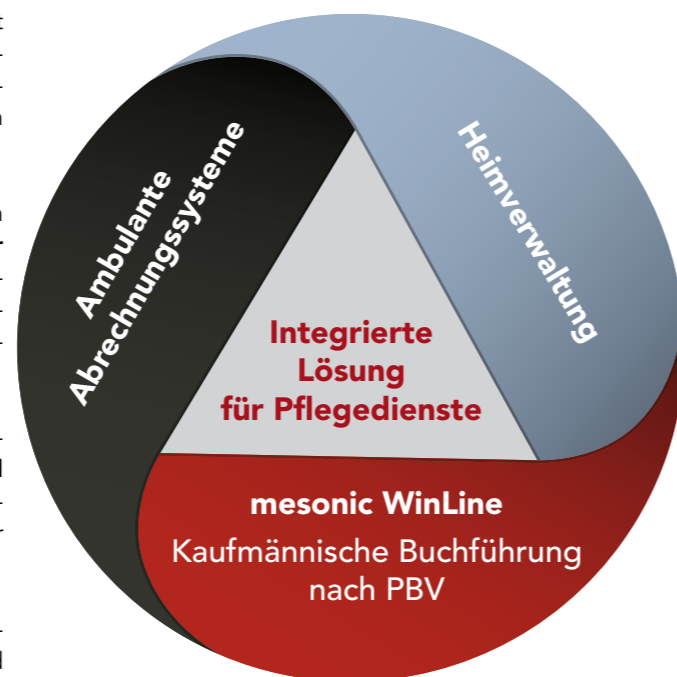 Ambulante
Abrechnungssysteme
Heimverwaltung
Integrierte
Lösung
für Pflegedienste
mesonic WinLine
Kaufmännische Buchführung
nach PBV